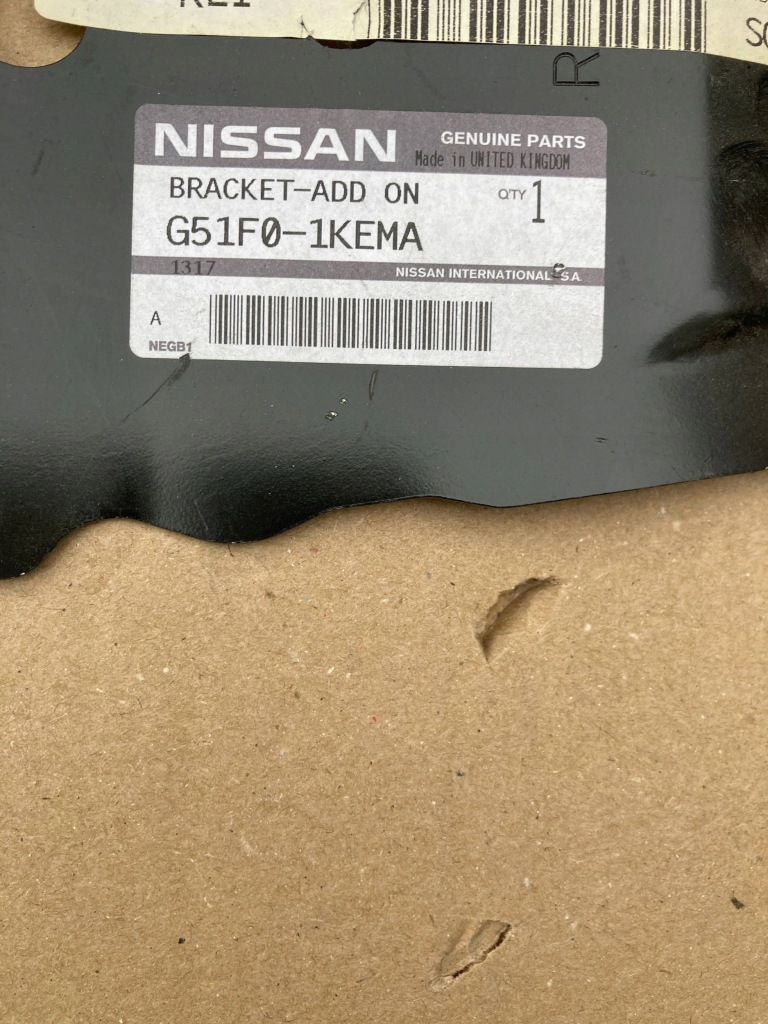 R
NISSAN GENUINE PARTS
Made in UNITED KINGDOM
BRACKET-ADD ON QTY 1
G51F0-1KEMA
1317 NISSAN INTERNATIONAL S.A.
A
NEGB1